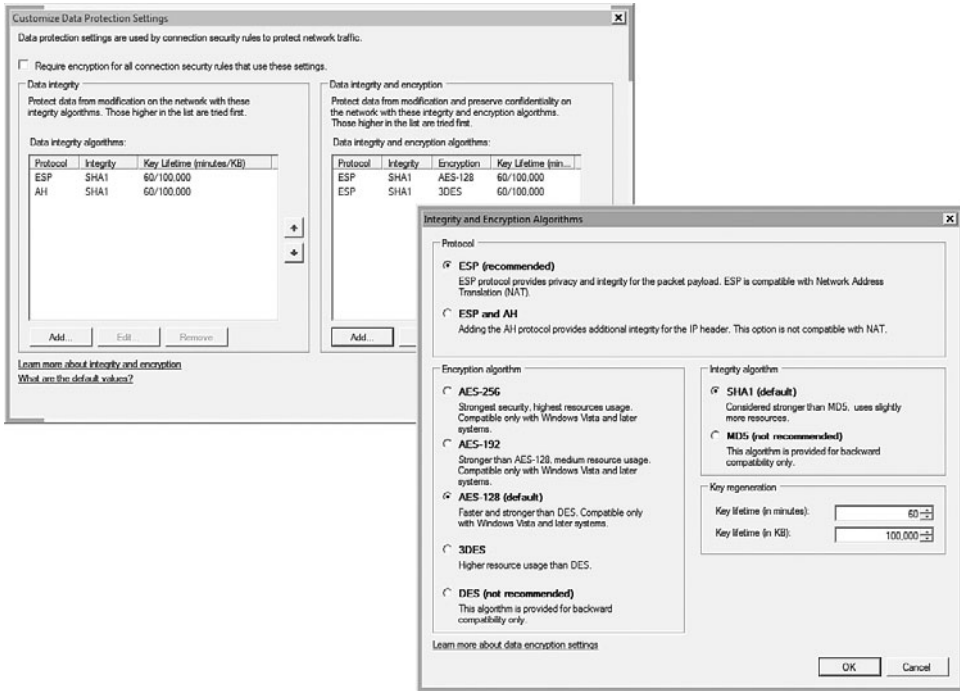 Customize Data Protection Settings
Data protection settings are used by connection security rules to protect network traffic.
Require encryption for all connection security rules that use these settings.
Data integrity
Protect data from modification on the network with these
integrity algorithms. Those higher in the list are tried first.
Data integrity algorithms:
Protocol Integrity Key Lifetime (minutes/KB)
ESP SHA1 60/100,000
AH SHA1 60/100,000
Add... Edit... Remove
Data integrity and encryption
Protect data from modification and preserve confidentiality on
the network with these integrity and encryption algorithms.
Those higher in the list are tried first.
Data integrity and encryption algorithms:
Protocol Integrity Encryption Key Lifetime (min...
ESP SHA1 AES-128 60/100,000
ESP SHA1 3DES 60/100,000
Add...
Learn more about integrity and encryption
What are the default values?
Integrity and Encryption Algorithms
Protocol
ESP (recommended)
ESP protocol provides privacy and integrity for the packet payload. ESP is compatible with Network Address
Translation (NAT).
ESP and AH
Adding the AH protocol provides additional integrity for the IP header. This option is not compatible with NAT.
Encryption algorithm
AES-256
Strongest security, highest resources usage.
Compatible only with Windows Vista and later
systems.
AES-192
Stronger than AES-128, medium resource usage.
Compatible only with Windows Vista and later
systems.
AES-128 (default)
Faster and stronger than DES. Compatible only
with Windows Vista and later systems.
3DES
Higher resource usage than DES.
DES (not recommended)
This algorithm is provided for backward
compatibility only.
Integrity algorithm
SHA1 (default)
Considered stronger than MD5, uses slightly
more resources.
MD5 (not recommended)
This algorithm is provided for backward
compatibility only.
Key regeneration
Key lifetime (in minutes): 60
Key lifetime (in KB): 100,000
Learn more about data encryption settings
OK Cancel